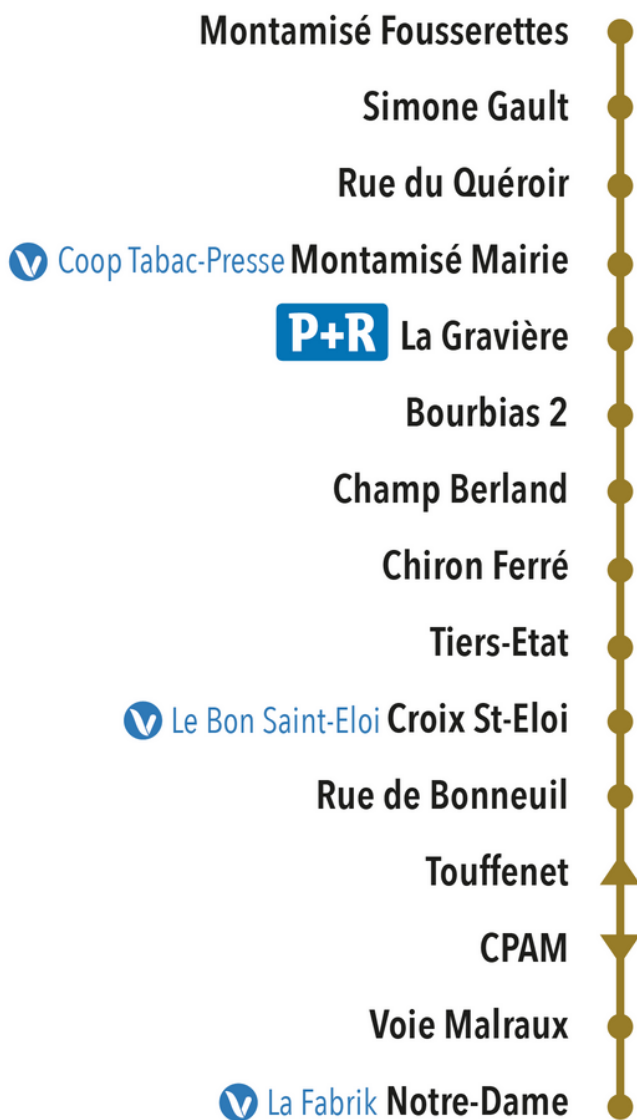 Montamisé Fousserettes
Simone Gault
Rue du Quéroir
Coop Tabac-Presse Montamisé Mairie
P+R La Gravière
Bourbias 2
Champ Berland
Chiron Ferré
Tiers-Etat
Le Bon Saint-Eloi Croix St-Eloi
Rue de Bonneuil
Touffenet
CPAM
Voie Malraux
La Fabrik Notre-Dame